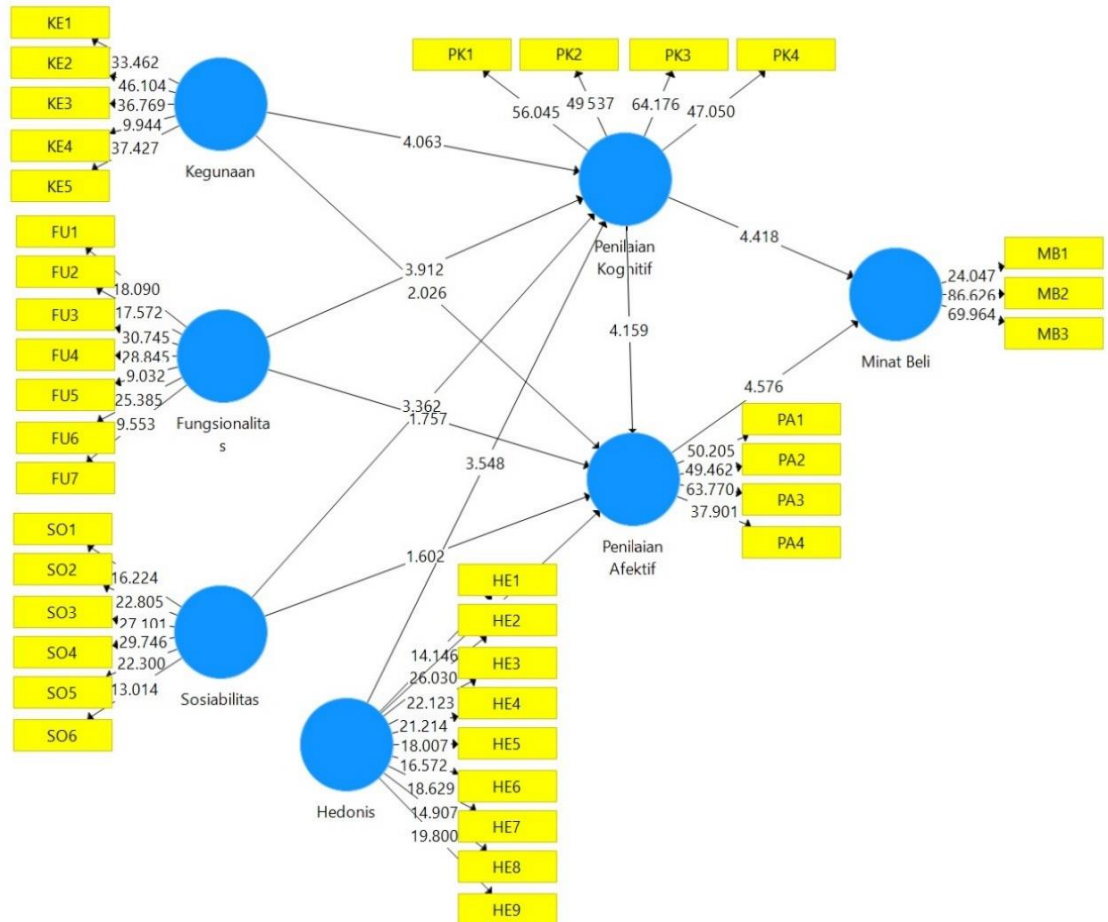 KE1
KE2
KE3
KE4
KE5
33.462
46.104
36.769
9.944
37.427
Kegunaan
FU1
FU2
FU3
FU4
FU5
FU6
FU7
18.090
17.572
30.745
28.845
9.032
25.385
9.553
Fungsionalita
s
SO1
SO2
SO3
SO4
SO5
SO6
16.224
22.805
27.101
29.746
22.300
13.014
Sosiabilitas
PK1
PK2
PK3
PK4
56.045
49.537
64.176
47.050
Penilaian
Kognitif
4.063
3.912
2.026
4.159
3.362
1.757
3.548
1.602
4.418
4.576
Minat Beli
24.047
86.626
69.964
MB1
MB2
MB3
Penilaian
Afektif
50.205
49.462
63.770
37.901
PA1
PA2
PA3
PA4
Hedonis
14.146
26.030
22.123
21.214
18.007
16.572
18.629
14.907
19.800
HE1
HE2
HE3
HE4
HE5
HE6
HE7
HE8
HE9